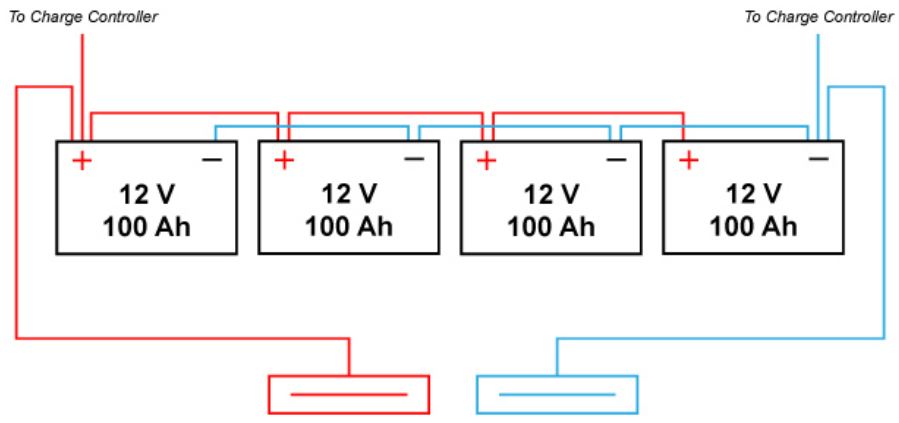 To Charge Controller
To Charge Controller
+ −
12 V
100 Ah
+ −
12 V
100 Ah
+ −
12 V
100 Ah
+ −
12 V
100 Ah